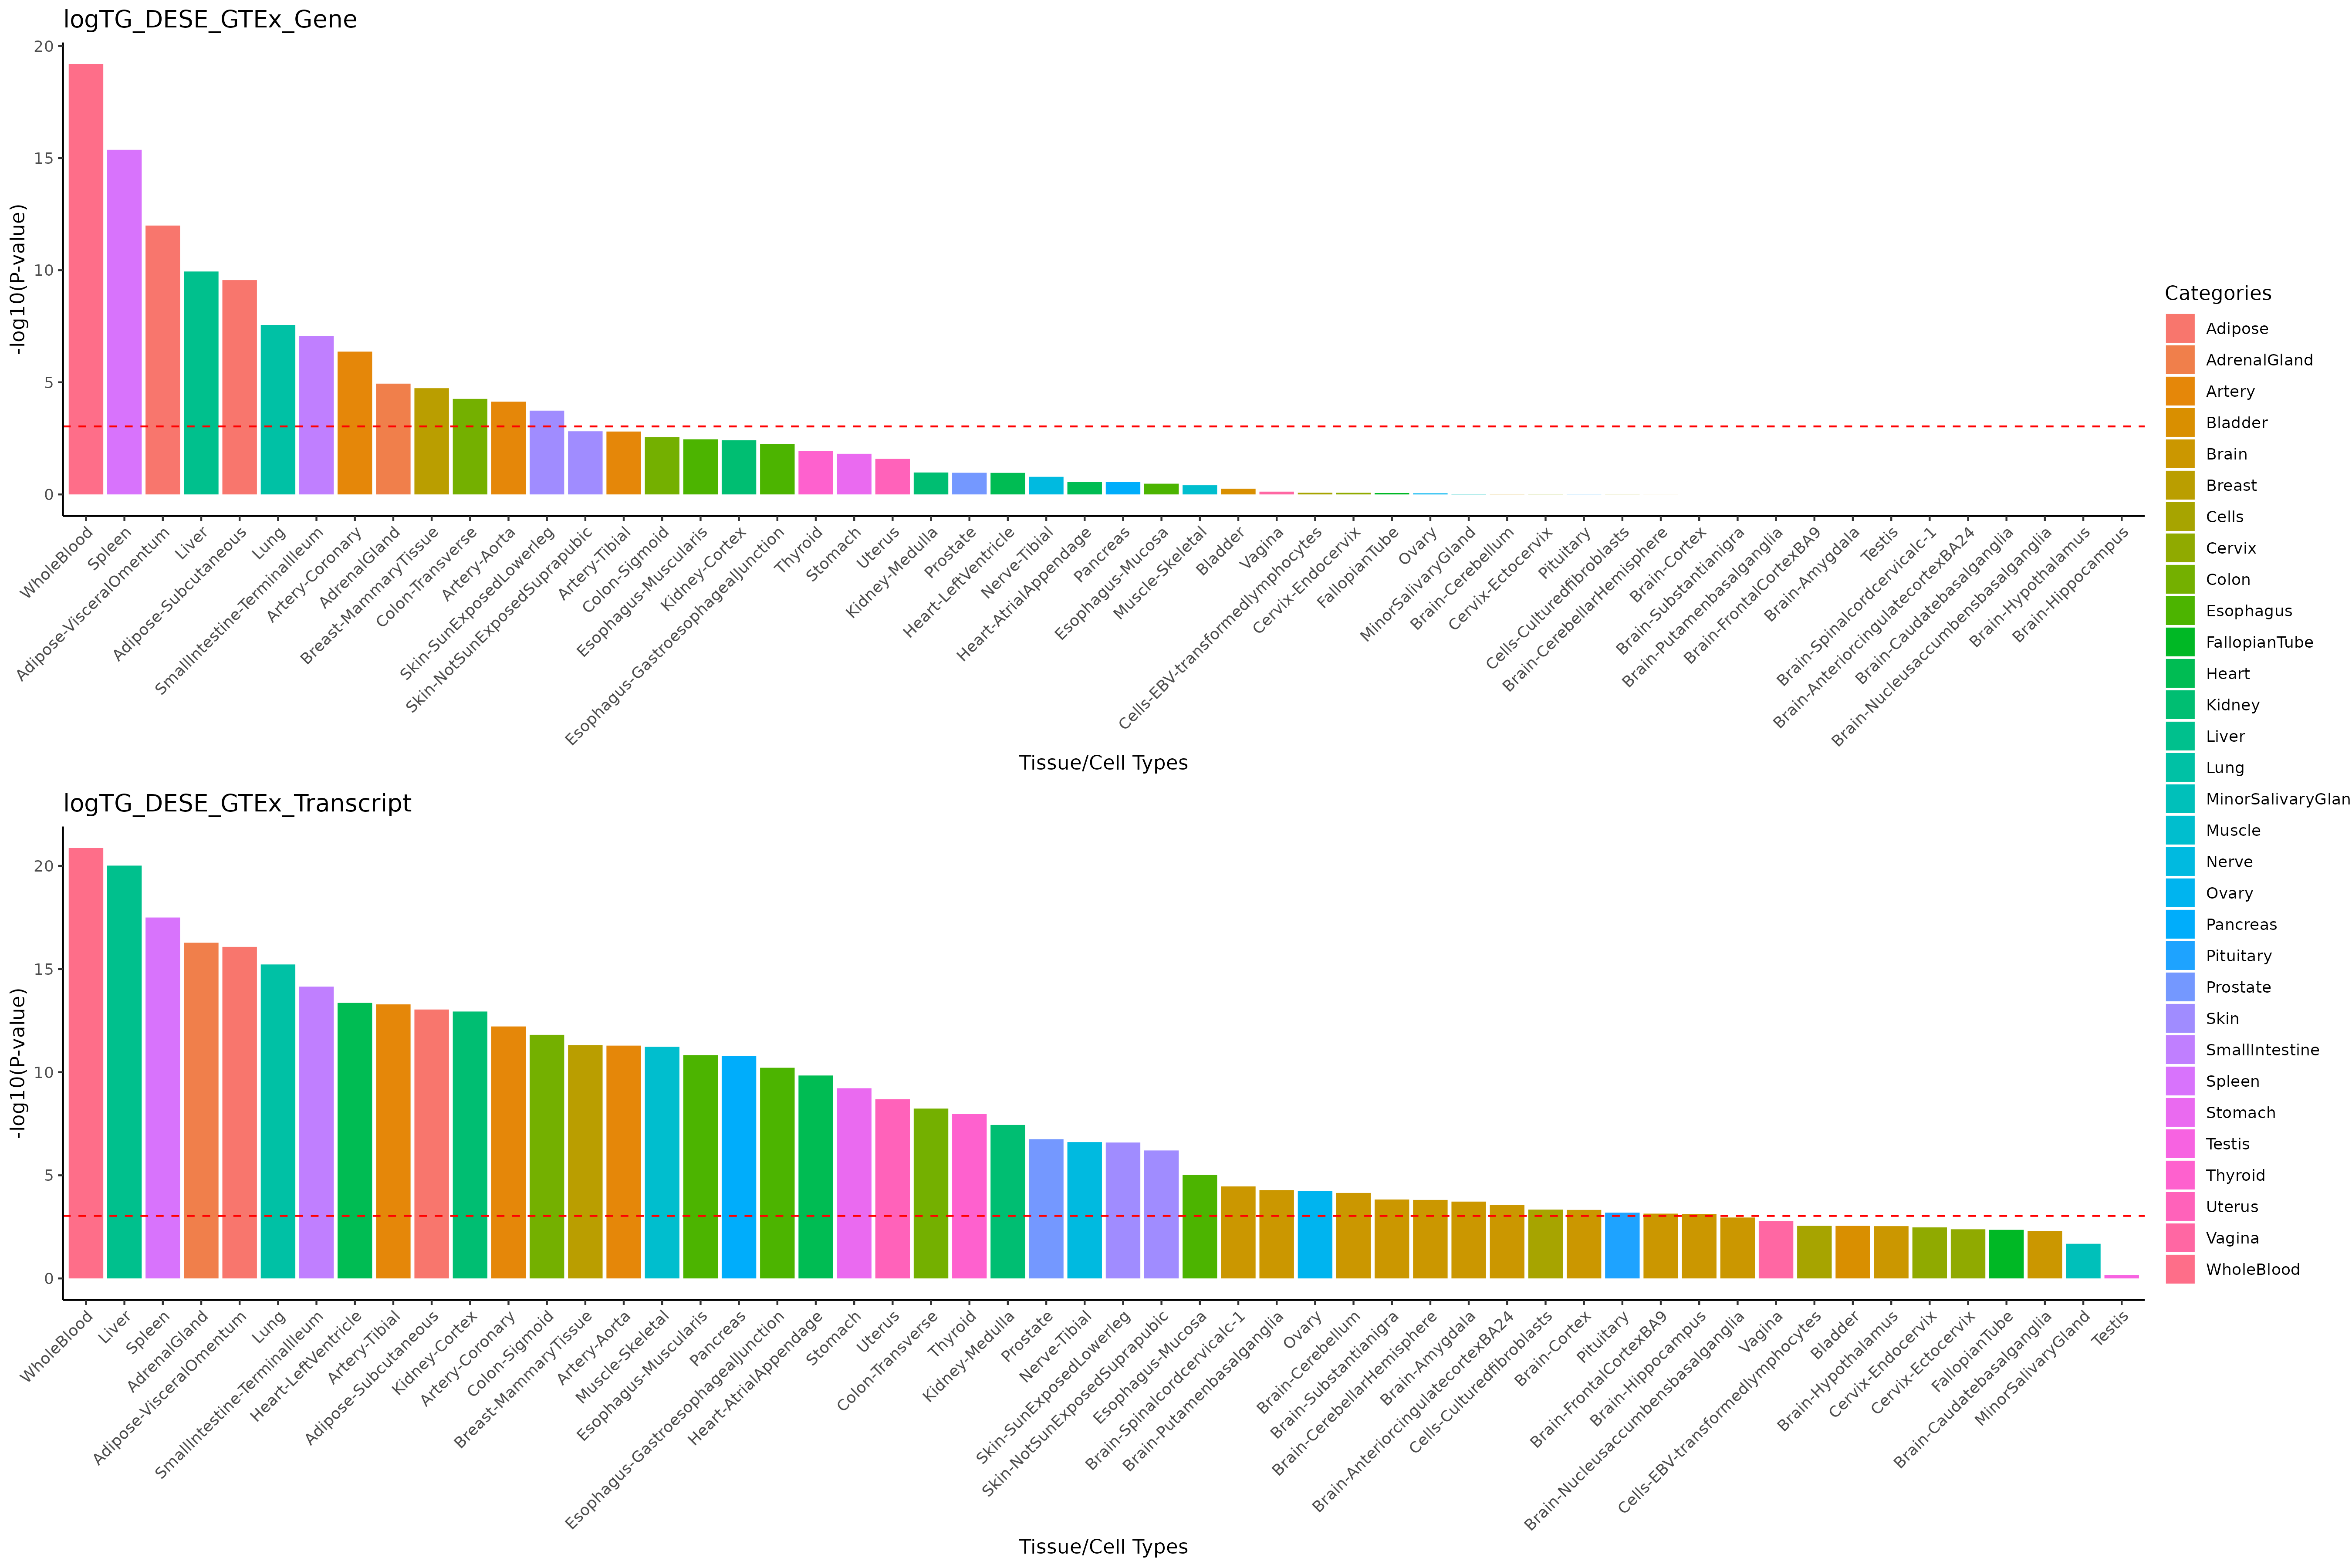 logTG_DESE_GTEx_Gene
-log10(P-value)
20
15
10
5
0
WholeBlood
Spleen
Adipose-VisceralOmentum
Liver
Adipose-Subcutaneous
Lung
SmallIntestine-TerminalIleum
Artery-Coronary
AdrenalGland
Breast-MammaryTissue
Colon-Transverse
Artery-Aorta
Skin-SunExposedLowerleg
Skin-NotSunExposedSuprapubic
Artery-Tibial
Colon-Sigmoid
Esophagus-Muscularis
Kidney-Cortex
Esophagus-GastroesophagealJunction
Thyroid
Stomach
Uterus
Kidney-Medulla
Prostate
Heart-LeftVentricle
Nerve-Tibial
Heart-AtrialAppendage
Pancreas
Esophagus-Mucosa
Muscle-Skeletal
Bladder
Vagina
Cells-EBV-transformedlymphocytes
Cervix-Endocervix
FallopianTube
Ovary
MinorSalivaryGland
Brain-Cerebellum
Cervix-Ectocervix
Pituitary
Cells-Culturedfibroblasts
Brain-CerebellarHemisphere
Brain-Cortex
Brain-Substantianigra
Brain-Putamenbasalganglia
Brain-FrontalCortexBA9
Brain-Amygdala
Testis
Brain-Spinalcordcervicalc-1
Brain-AnteriorcingulatecortexBA24
Brain-Caudatebasalganglia
Brain-Nucleusaccumbensbasalganglia
Brain-Hypothalamus
Brain-Hippocampus
Tissue/Cell Types
logTG_DESE_GTEx_Transcript
-log10(P-value)
20
15
10
5
0
WholeBlood
Liver
Spleen
AdrenalGland
Adipose-VisceralOmentum
Lung
SmallIntestine-TerminalIleum
Heart-LeftVentricle
Artery-Tibial
Adipose-Subcutaneous
Kidney-Cortex
Artery-Coronary
Colon-Sigmoid
Breast-MammaryTissue
Artery-Aorta
Muscle-Skeletal
Esophagus-Muscularis
Pancreas
Esophagus-GastroesophagealJunction
Heart-AtrialAppendage
Stomach
Uterus
Colon-Transverse
Thyroid
Kidney-Medulla
Prostate
Nerve-Tibial
Skin-SunExposedLowerleg
Skin-NotSunExposedSuprapubic
Esophagus-Mucosa
Brain-Spinalcordcervicalc-1
Brain-Putamenbasalganglia
Ovary
Brain-Cerebellum
Brain-Substantianigra
Brain-CerebellarHemisphere
Brain-Amygdala
Brain-AnteriorcingulatecortexBA24
Cells-Culturedfibroblasts
Brain-Cortex
Pituitary
Brain-FrontalCortexBA9
Brain-Hippocampus
Brain-Nucleusaccumbensbasalganglia
Vagina
Cells-EBV-transformedlymphocytes
Bladder
Brain-Hypothalamus
Cervix-Endocervix
Cervix-Ectocervix
FallopianTube
Brain-Caudatebasalganglia
MinorSalivaryGland
Testis
Tissue/Cell Types
Categories
Adipose
AdrenalGland
Artery
Bladder
Brain
Breast
Cells
Cervix
Colon
Esophagus
FallopianTube
Heart
Kidney
Liver
Lung
MinorSalivaryGlan
Muscle
Nerve
Ovary
Pancreas
Pituitary
Prostate
Skin
SmallIntestine
Spleen
Stomach
Testis
Thyroid
Uterus
Vagina
WholeBlood